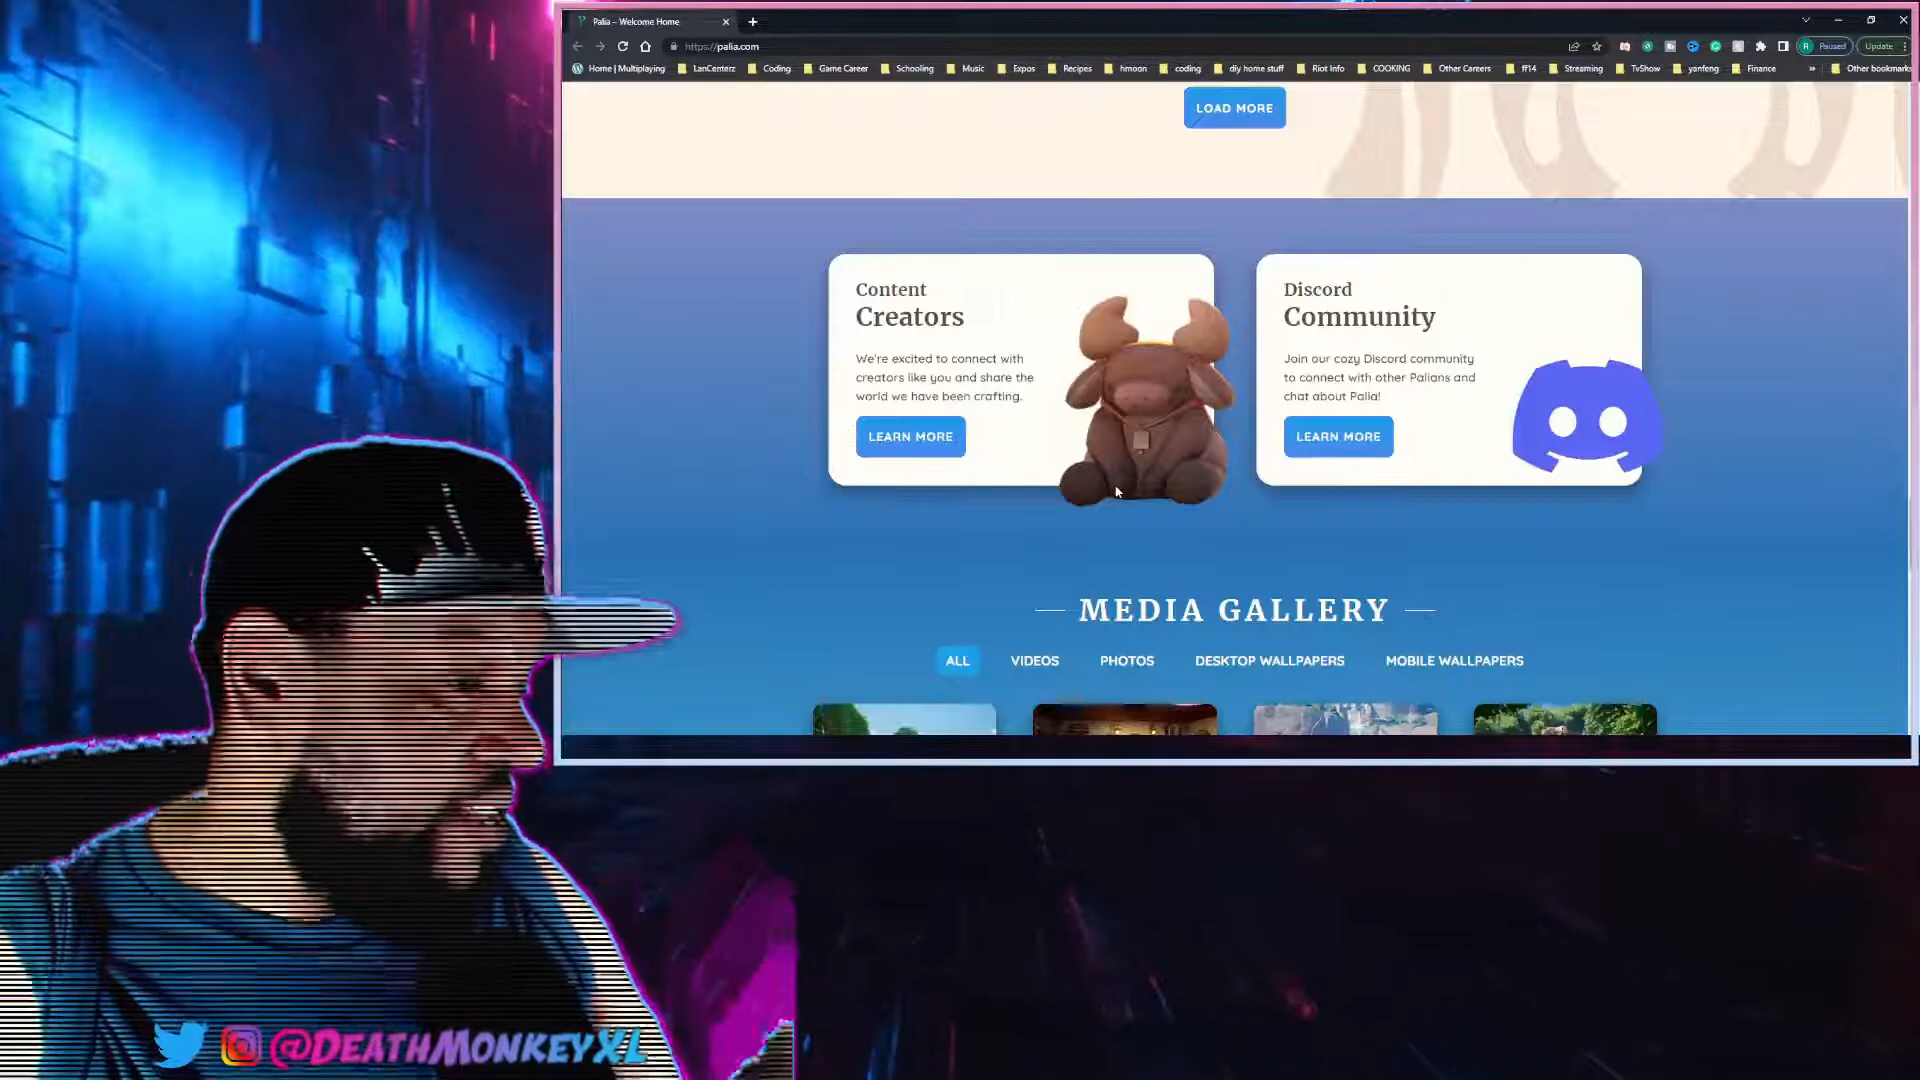 Palia – Welcome Home
https://palia.com
Paused
Update
Home | Multiplaying LanCenterz Coding Game Career Schooling Music Expos Recipes hmoon coding diy home stuff Riot Info COOKING Other Careers ff14 Streaming TvShow yanfeng Finance » Other bookmarks
LOAD MORE
Content
Creators
We're excited to connect with
creators like you and share the
world we have been crafting.
LEARN MORE
Discord
Community
Join our cozy Discord community
to connect with other Palians and
chat about Palia!
LEARN MORE
MEDIA GALLERY
ALL VIDEOS PHOTOS DESKTOP WALLPAPERS MOBILE WALLPAPERS
@DEATHMONKEYXL